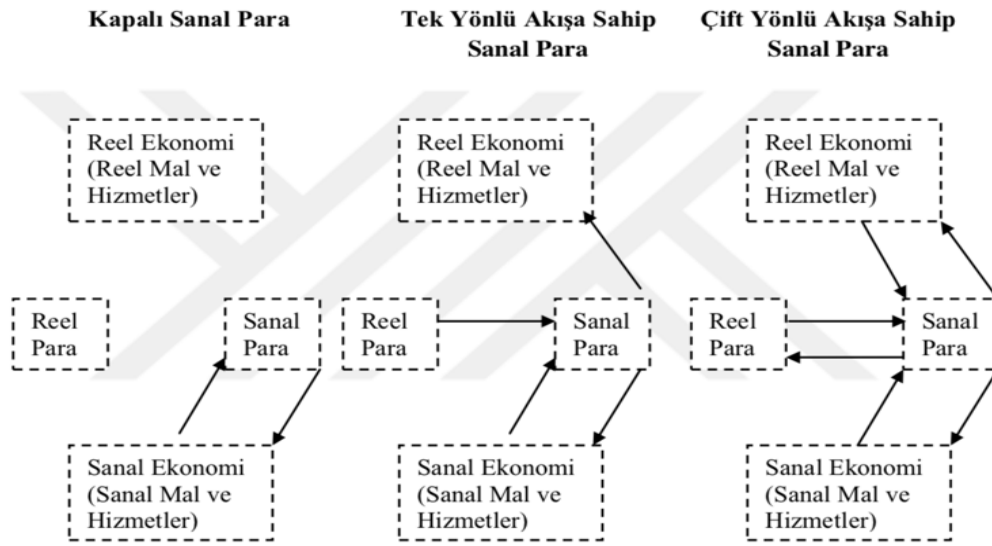 Kapalı Sanal Para
Tek Yönlü Akışa Sahip
Sanal Para
Çift Yönlü Akışa Sahip
Sanal Para
Reel Ekonomi
(Reel Mal ve
Hizmetler)
Reel
Para
Sanal
Para
Sanal Ekonomi
(Sanal Mal ve
Hizmetler)
Reel Ekonomi
(Reel Mal ve
Hizmetler)
Reel
Para
Sanal
Para
Sanal Ekonomi
(Sanal Mal ve
Hizmetler)
Reel Ekonomi
(Reel Mal ve
Hizmetler)
Reel
Para
Sanal
Para
Sanal Ekonomi
(Sanal Mal ve
Hizmetler)